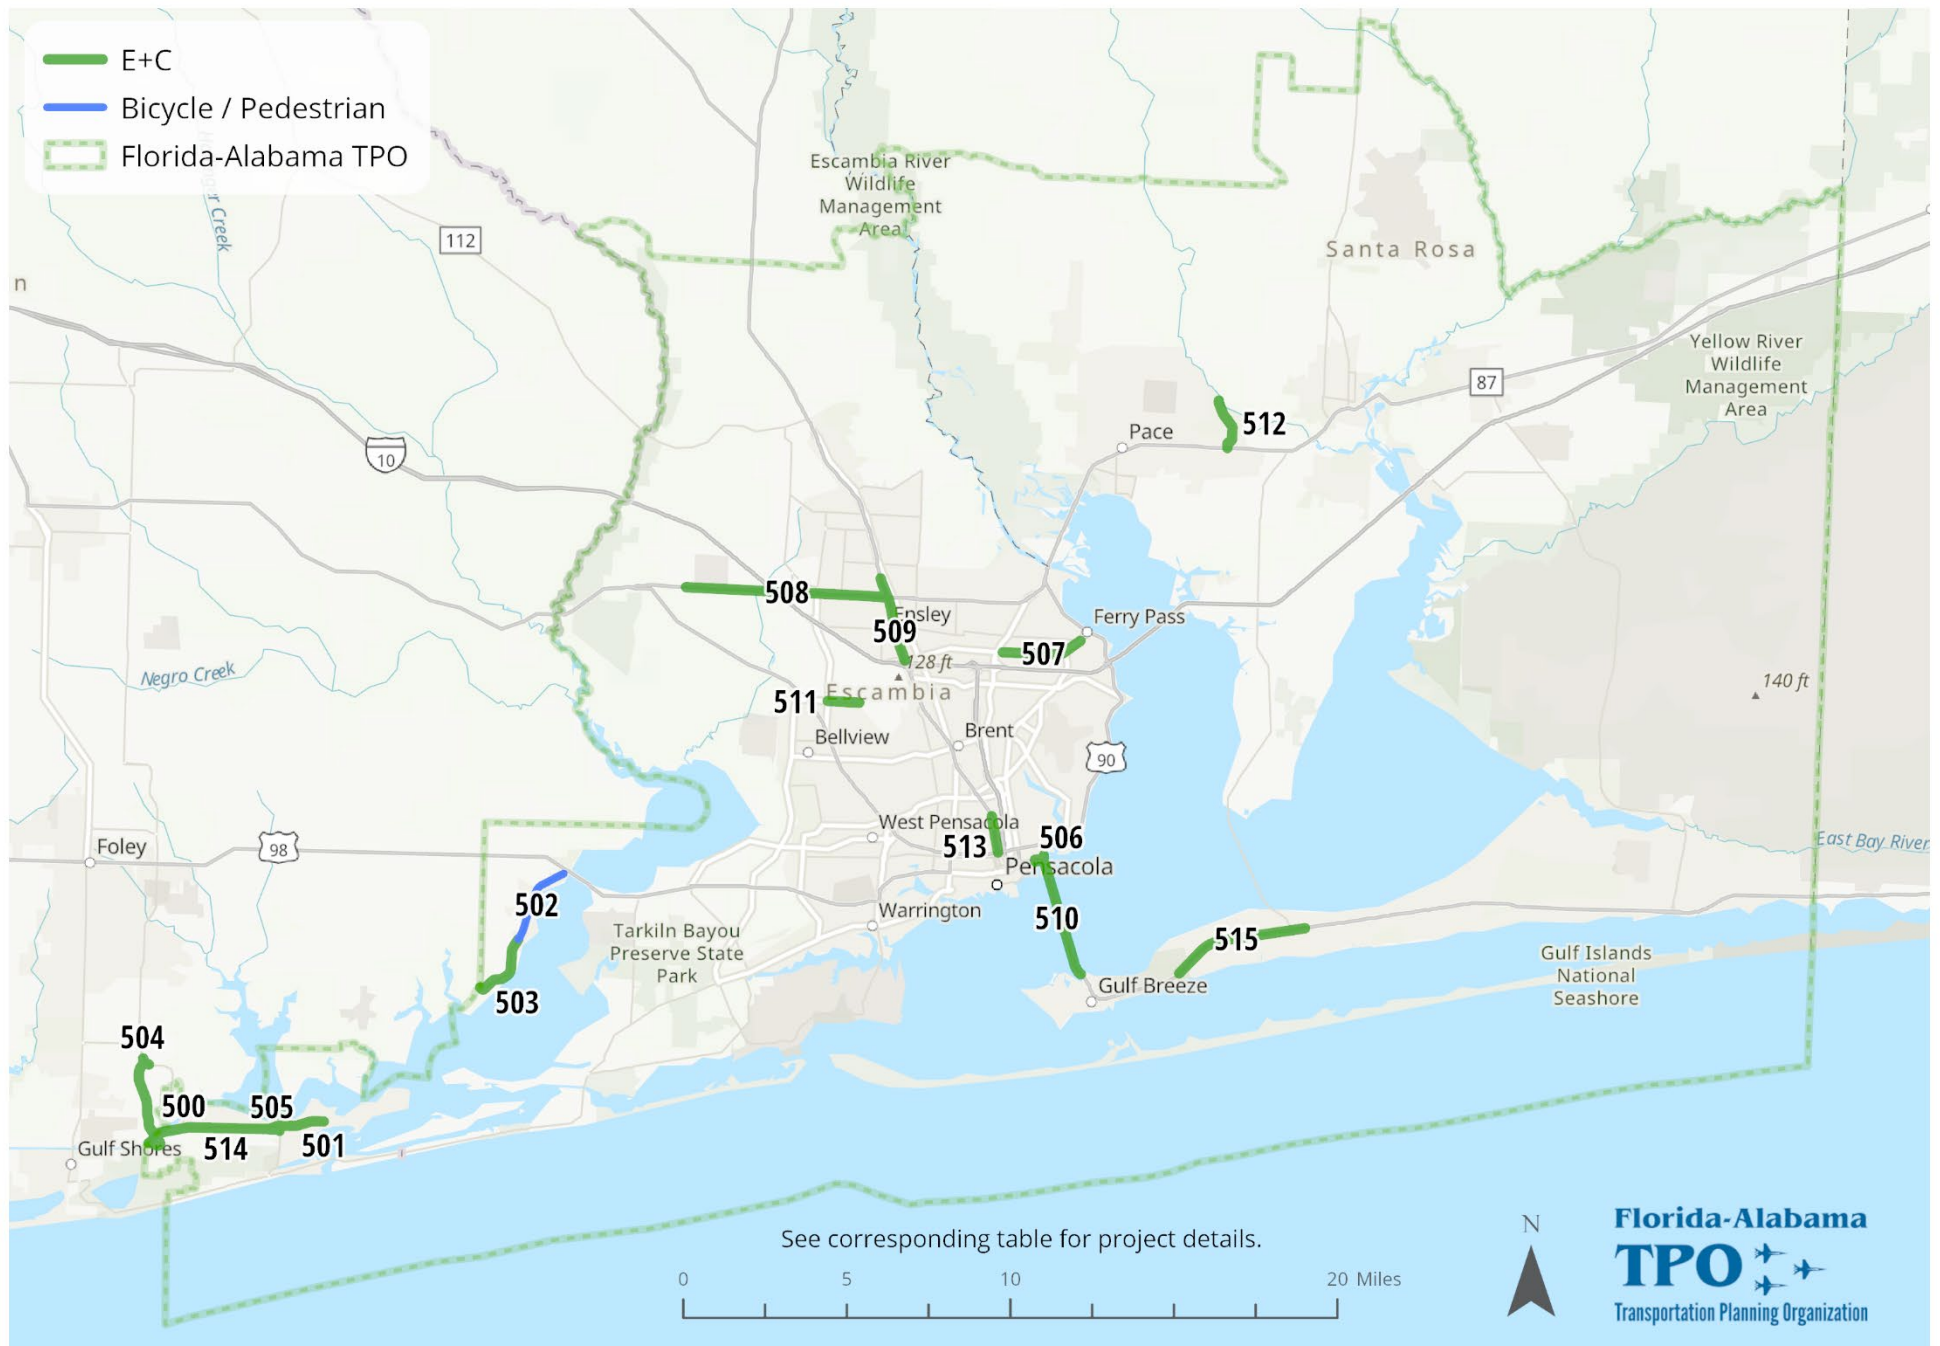 E+C
Bicycle / Pedestrian
Florida-Alabama TPO
r Creek
112
Escambia River
Wildlife
Management
Area
Santa Rosa
n
Yellow River
Wildlife
Management
Area
87
512
Pace
10
508
Ensley
509
Ferry Pass
507
128 ft
Negro Creek
140 ft
511
Escambia
Bellview
Brent
90
West Pensacola
513
506
Pensacola
East Bay River
Foley
98
502
Warrington
510
Tarkiln Bayou
Preserve State
Park
515
Gulf Islands
National
Seashore
Gulf Breeze
503
504
500
505
Gulf Shores
514
501
See corresponding table for project details.
0 5 10 20 Miles
N
Florida-Alabama
TPO
Transportation Planning Organization